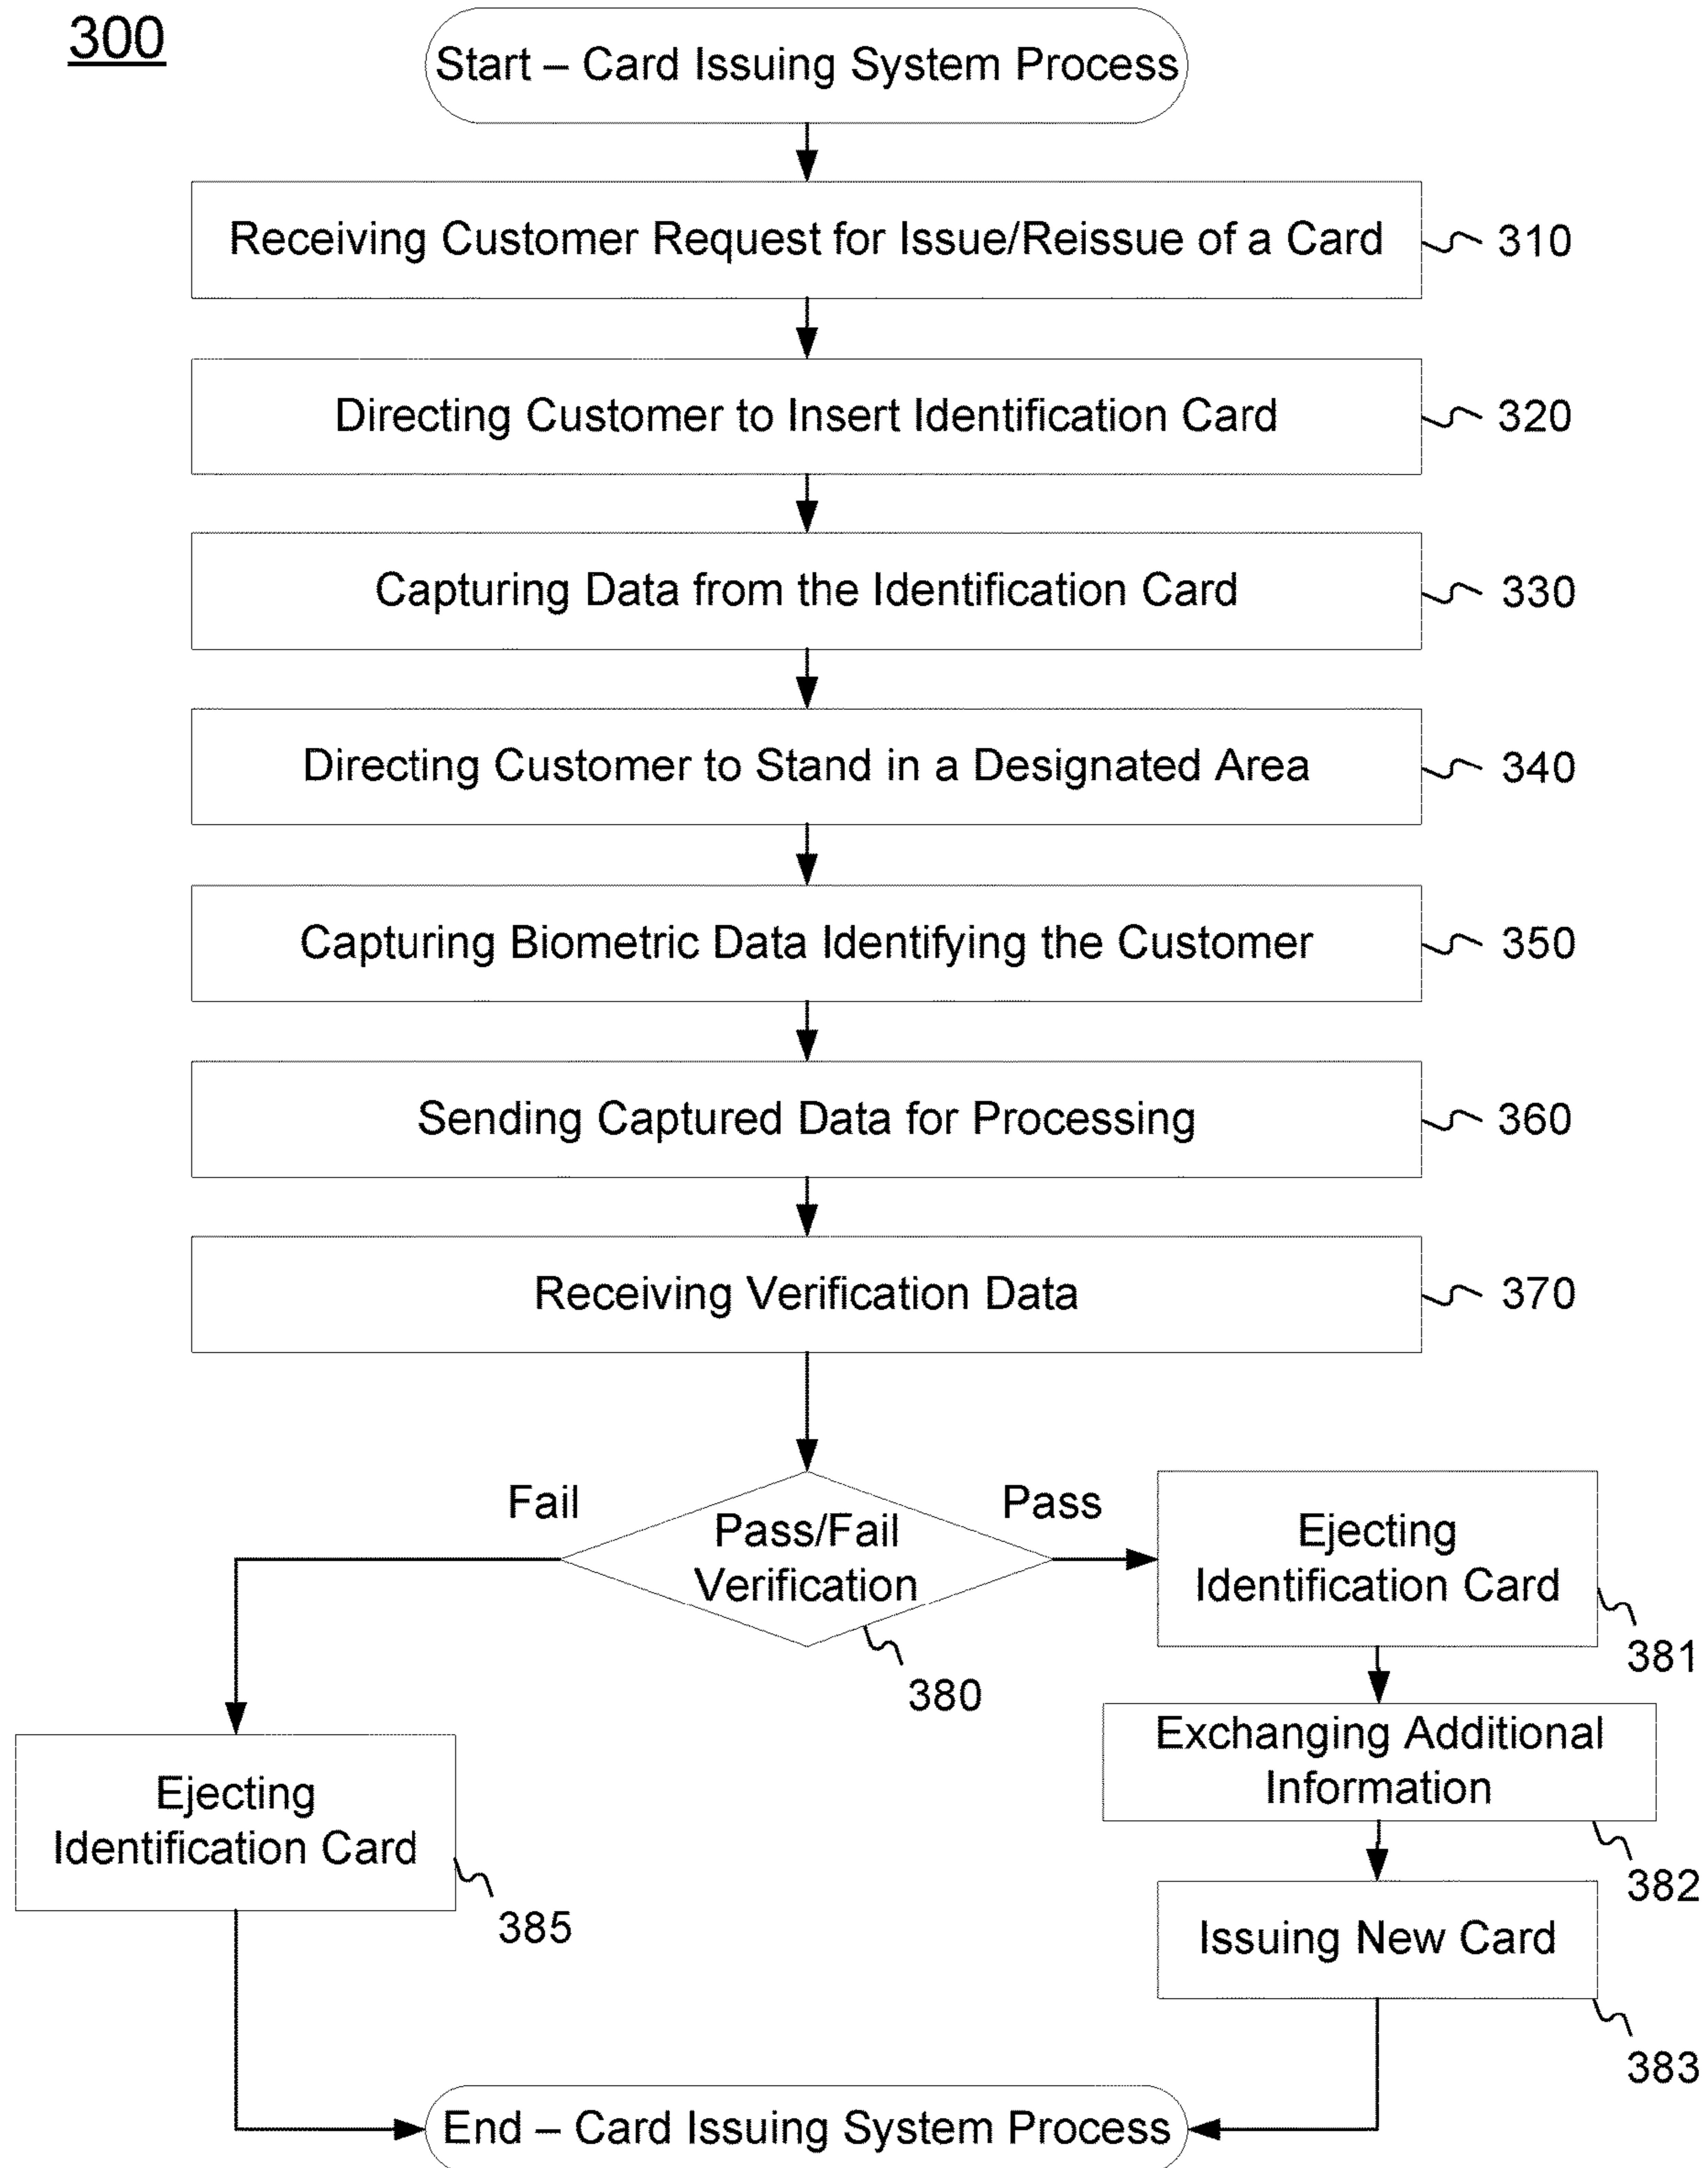 300
Start – Card Issuing System Process
Receiving Customer Request for Issue/Reissue of a Card
310
Directing Customer to Insert Identification Card
320
Capturing Data from the Identification Card
330
Directing Customer to Stand in a Designated Area
340
Capturing Biometric Data Identifying the Customer
350
Sending Captured Data for Processing
360
Receiving Verification Data
370
Fail
Pass/Fail
Verification
380
Pass
Ejecting
Identification Card
381
Exchanging Additional
Information
382
Ejecting
Identification Card
385
Issuing New Card
383
End – Card Issuing System Process